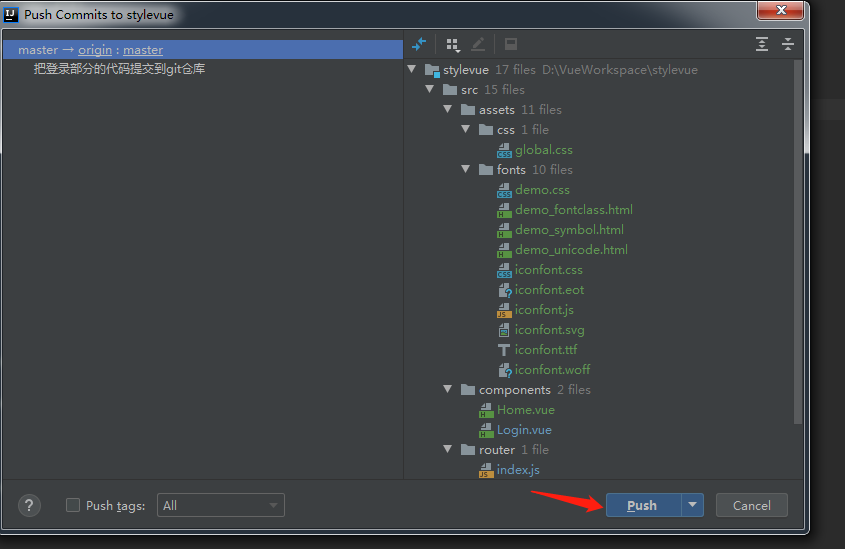 Push Commits to stylevue
master → origin : master
把登录部分的代码提交到git仓库
stylevue 17 files D:\VueWorkspace\stylevue
src 15 files
assets 11 files
css 1 file
global.css
fonts 10 files
demo.css
demo_fontclass.html
demo_symbol.html
demo_unicode.html
iconfont.css
iconfont.eot
iconfont.js
iconfont.svg
iconfont.ttf
iconfont.woff
components 2 files
Home.vue
Login.vue
router 1 file
index.js
? Push tags: All Push Cancel